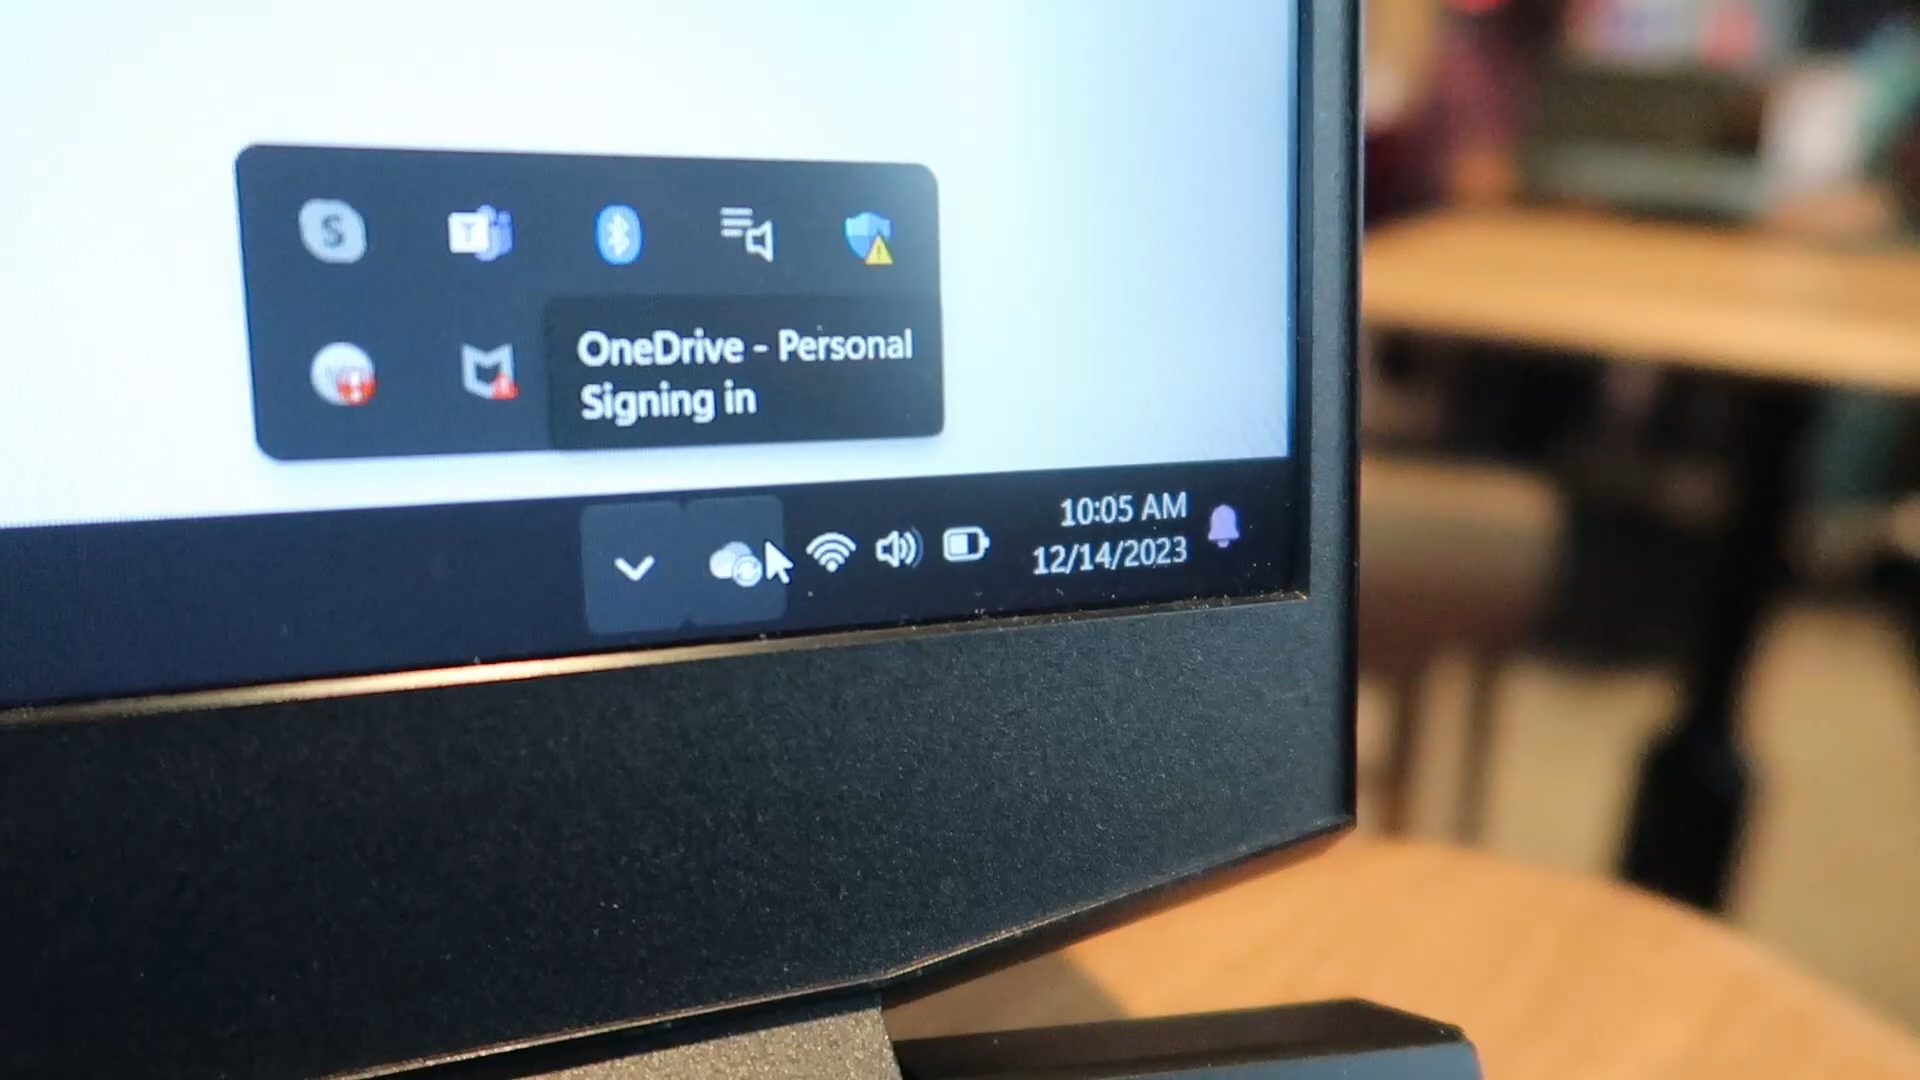 S
T
OneDrive - Personal
Signing in
10:05 AM
12/14/2023